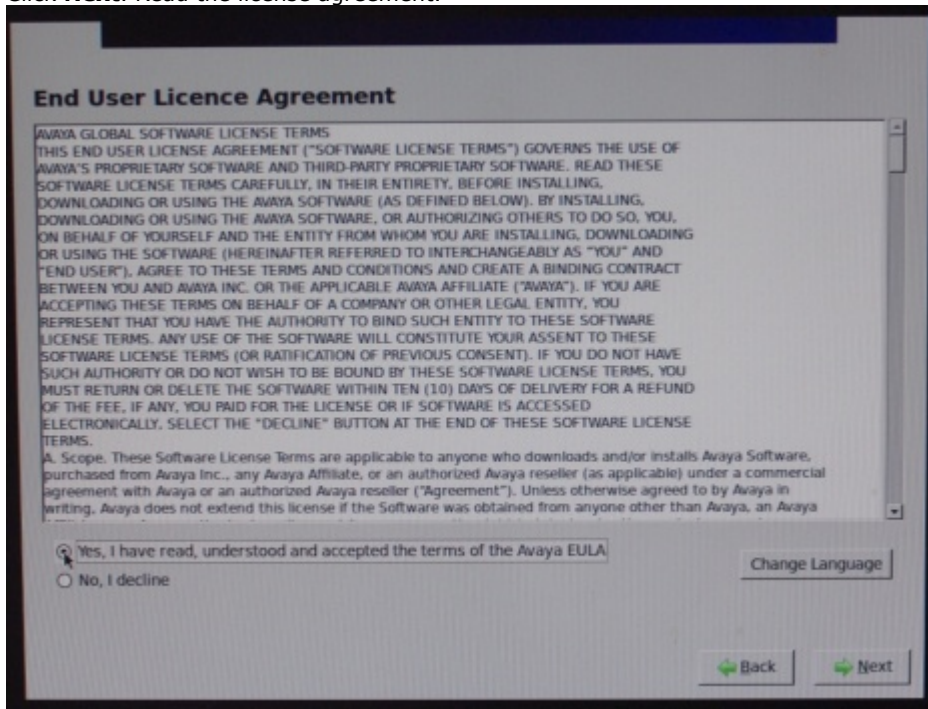 Click Next. Read the license agreement.
End User Licence Agreement
AVAYA GLOBAL SOFTWARE LICENSE TERMS
THIS END USER LICENSE AGREEMENT ("SOFTWARE LICENSE TERMS") GOVERNS THE USE OF
AVAYA'S PROPRIETARY SOFTWARE AND THIRD-PARTY PROPRIETARY SOFTWARE. READ THESE
SOFTWARE LICENSE TERMS CAREFULLY, IN THEIR ENTIRETY, BEFORE INSTALLING,
DOWNLOADING OR USING THE AVAYA SOFTWARE (AS DEFINED BELOW). BY INSTALLING,
DOWNLOADING OR USING THE AVAYA SOFTWARE, OR AUTHORIZING OTHERS TO DO SO, YOU,
ON BEHALF OF YOURSELF AND THE ENTITY FROM WHOM YOU ARE INSTALLING, DOWNLOADING
OR USING THE SOFTWARE (HEREINAFTER REFERRED TO INTERCHANGEABLY AS "YOU" AND
"END USER"), AGREE TO THESE TERMS AND CONDITIONS AND CREATE A BINDING CONTRACT
BETWEEN YOU AND AVAYA INC. OR THE APPLICABLE AVAYA AFFILIATE ("AVAYA"). IF YOU ARE
ACCEPTING THESE TERMS ON BEHALF OF A COMPANY OR OTHER LEGAL ENTITY, YOU
REPRESENT THAT YOU HAVE THE AUTHORITY TO BIND SUCH ENTITY TO THESE SOFTWARE
LICENSE TERMS. ANY USE OF THE SOFTWARE WILL CONSTITUTE YOUR ASSENT TO THESE
SOFTWARE LICENSE TERMS (OR RATIFICATION OF PREVIOUS CONSENT). IF YOU DO NOT HAVE
SUCH AUTHORITY OR DO NOT WISH TO BE BOUND BY THESE SOFTWARE LICENSE TERMS, YOU
MUST RETURN OR DELETE THE SOFTWARE WITHIN TEN (10) DAYS OF DELIVERY FOR A REFUND
OF THE FEE, IF ANY, YOU PAID FOR THE LICENSE OR IF SOFTWARE IS ACCESSED
ELECTRONICALLY, SELECT THE "DECLINE" BUTTON AT THE END OF THESE SOFTWARE LICENSE
TERMS.
A. Scope. These Software License Terms are applicable to anyone who downloads and/or installs Avaya Software,
purchased from Avaya Inc., any Avaya Affiliate, or an authorized Avaya reseller (as applicable) under a commercial
agreement with Avaya or an authorized Avaya reseller ("Agreement"). Unless otherwise agreed to by Avaya in
writing, Avaya does not extend this license if the Software was obtained from anyone other than Avaya, an Avaya
Yes, I have read, understood and accepted the terms of the Avaya EULA
No, I decline
Change Language
Back
Next